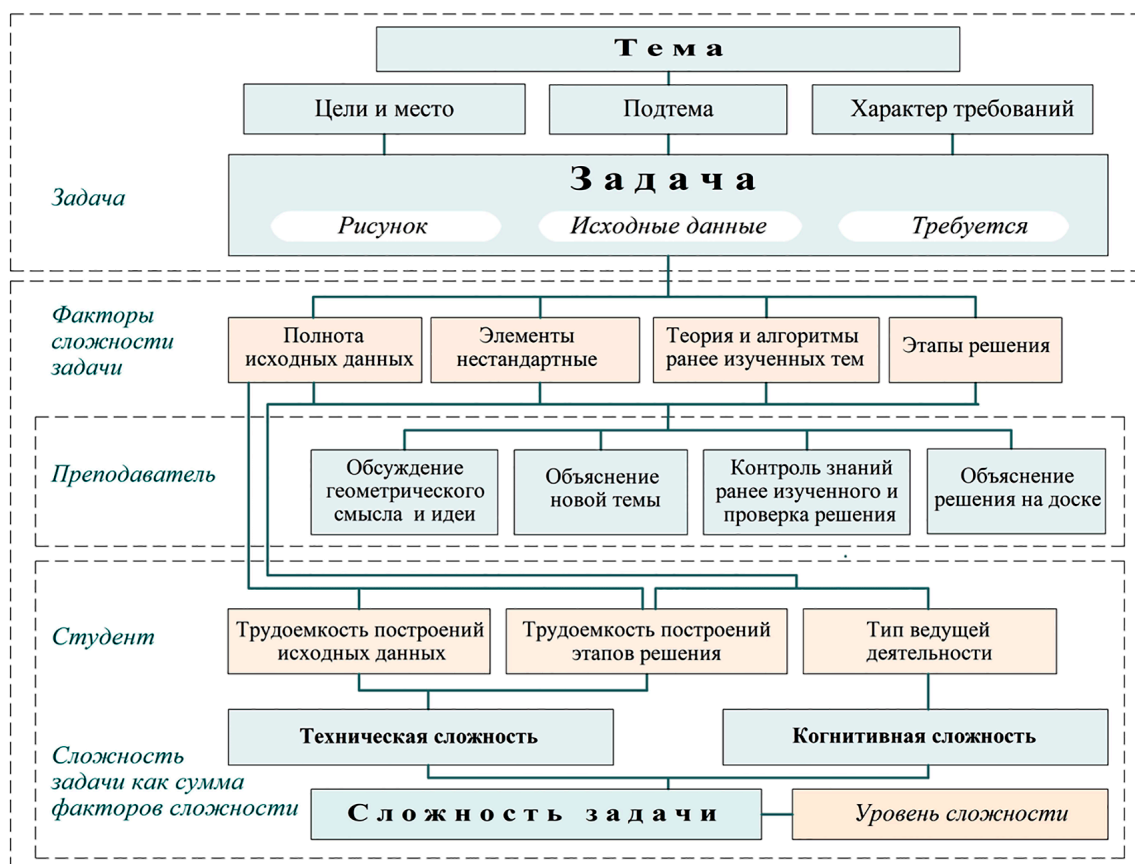 Тема
Цели и место
Подтема
Характер требований
Задача
Задача
Рисунок
Исходные данные
Требуется
Факторы
сложности
задачи
Полнота
исходных данных
Элементы
нестандартные
Теория и алгоритмы
ранее изученных тем
Этапы решения
Преподаватель
Обсуждение
геометрического
смысла и идеи
Объяснение
новой темы
Контроль знаний
ранее изученного и
проверка решения
Объяснение
решения на доске
Студент
Трудоемкость построений
исходных данных
Трудоемкость построений
этапов решения
Тип ведущей
деятельности
Техническая сложность
Когнитивная сложность
Сложность
задачи как сумма
факторов сложности
Сложность задачи
Уровень сложности